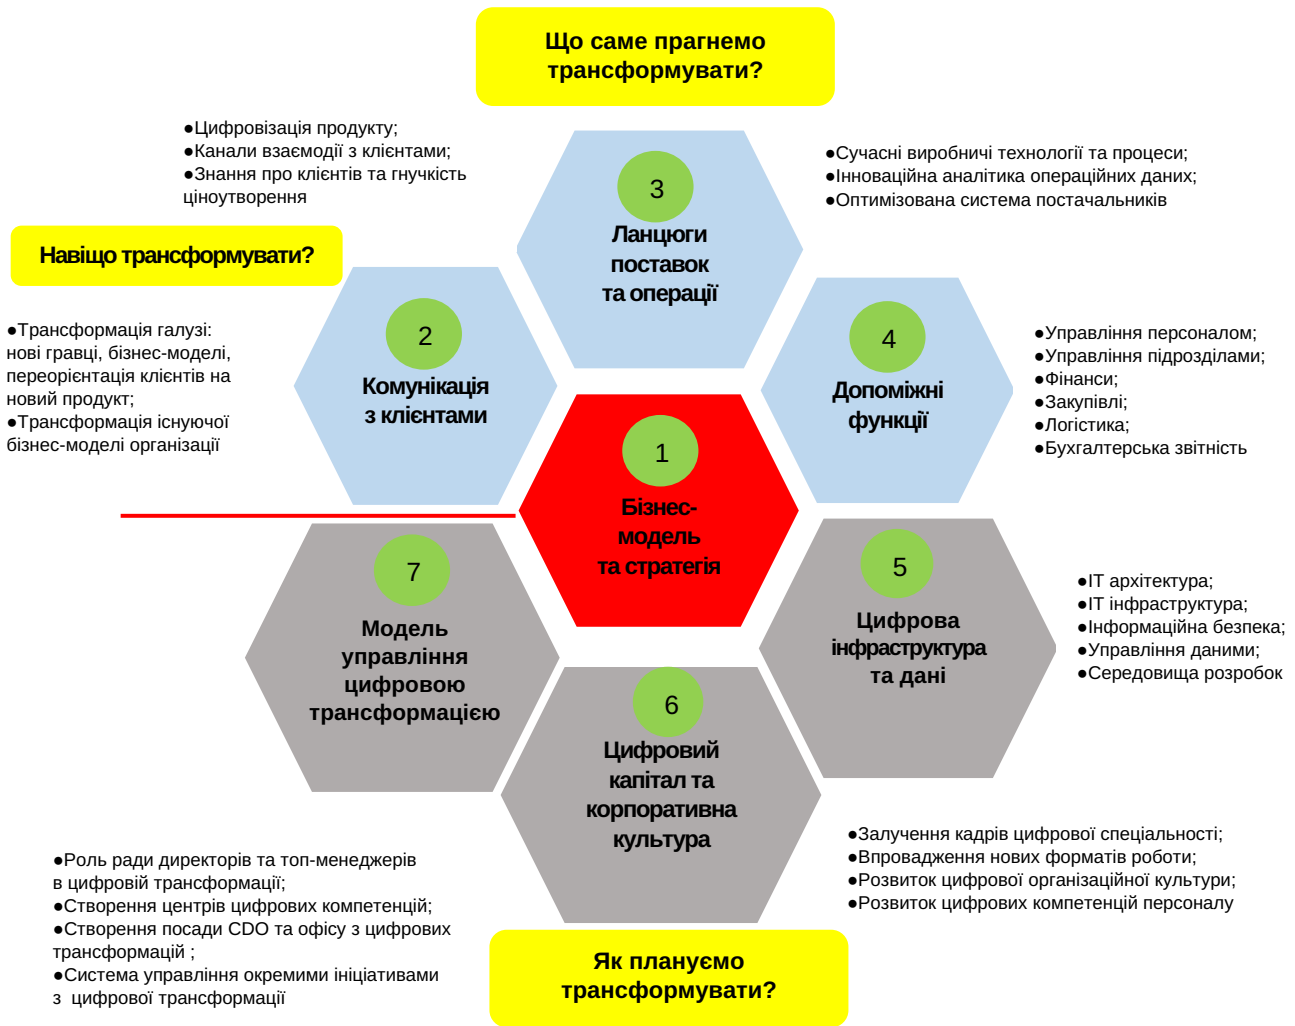 Що саме прагнемо
трансформувати?
●Цифровізація продукту;
●Канали взаємодії з клієнтами;
●Знання про клієнтів та гнучкість
ціноутворення
3
Ланцюги
поставок
та операції
●Сучасні виробничі технології та процеси;
●Інноваційна аналітика операційних даних;
●Оптимізована система постачальників
Навіщо трансформувати?
●Трансформація галузі:
нові гравці, бізнес-моделі,
переорієнтація клієнтів на
новий продукт;
●Трансформація існуючої
бізнес-моделі організації
2
Комунікація
з клієнтами
4
Допоміжні
функції
●Управління персоналом;
●Управління підрозділами;
●Фінанси;
●Закупівлі;
●Логістика;
●Бухгалтерська звітність
1
Бізнес-
модель
та стратегія
7
Модель
управління
цифровою
трансформацією
5
Цифрова
інфраструктура
та дані
●ІТ архітектура;
●ІТ інфраструктура;
●Інформаційна безпека;
●Управління даними;
●Середовища розробок
6
Цифровий
капітал та
корпоративна
культура
●Залучення кадрів цифрової спеціальності;
●Впровадження нових форматів роботи;
●Розвиток цифрової організаційної культури;
●Розвиток цифрових компетенцій персоналу
●Роль ради директорів та топ-менеджерів
в цифровій трансформації;
●Створення центрів цифрових компетенцій;
●Створення посади CDO та офісу з цифрових
трансформацій ;
●Система управління окремими ініціативами
з  цифрової трансформації
Як плануємо
трансформувати?